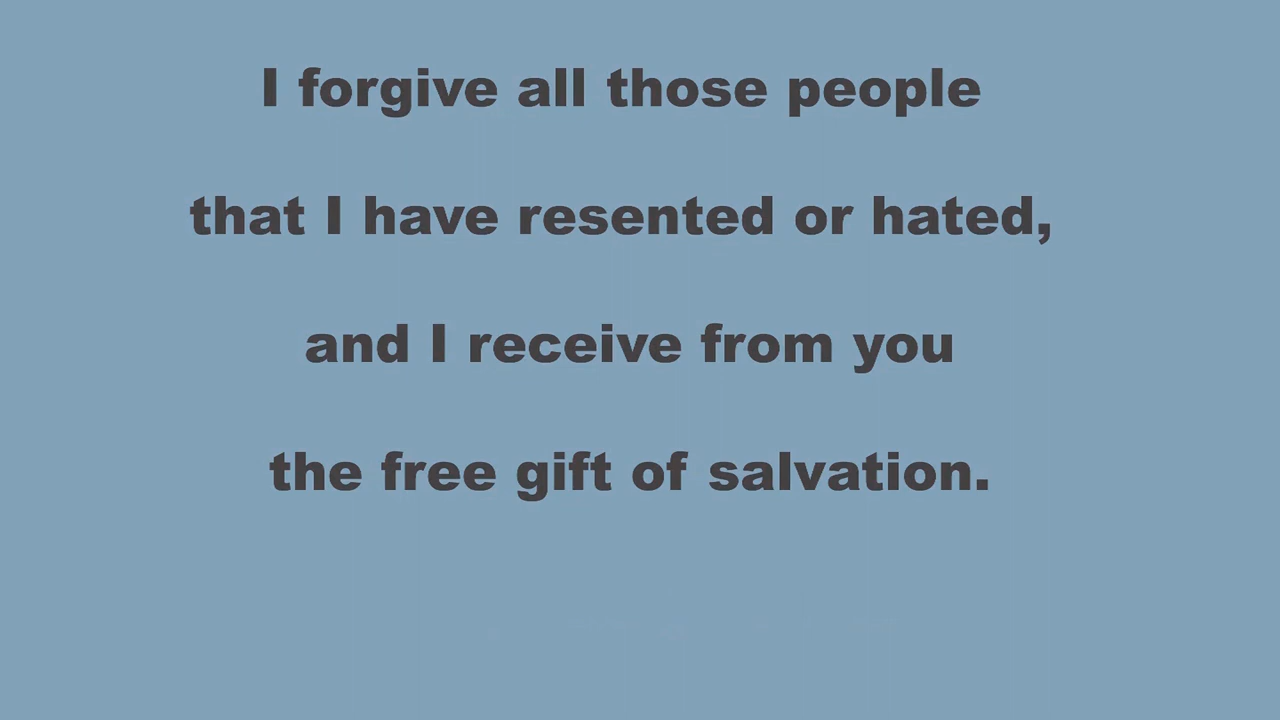 I forgive all those people
that I have resented or hated,
and I receive from you
the free gift of salvation.